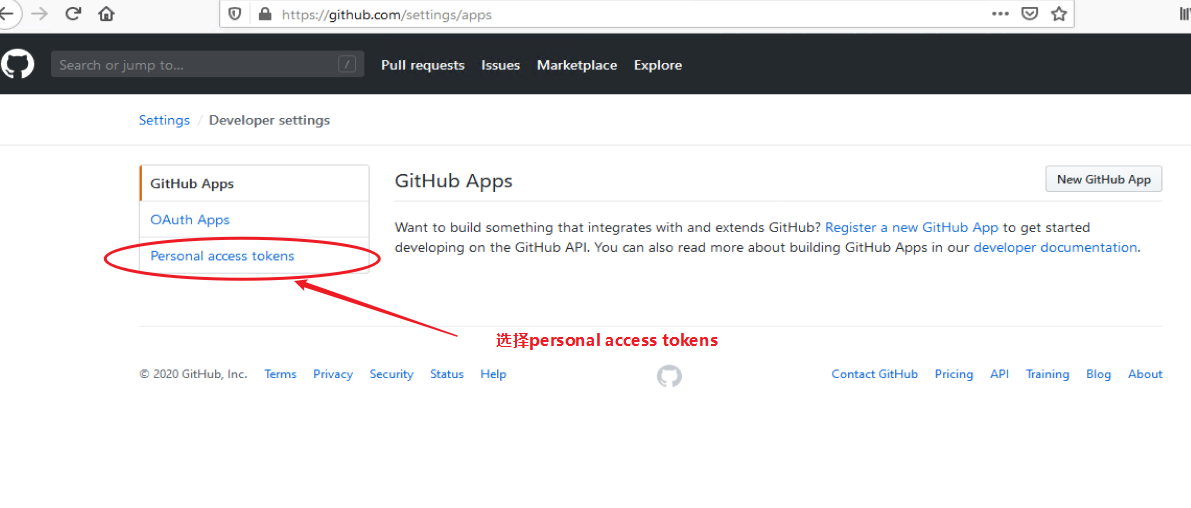 https://github.com/settings/apps
Search or jump to... /
Pull requests Issues Marketplace Explore
Settings / Developer settings
GitHub Apps
OAuth Apps
Personal access tokens
GitHub Apps
New GitHub App
Want to build something that integrates with and extends GitHub? Register a new GitHub App to get started
developing on the GitHub API. You can also read more about building GitHub Apps in our developer documentation.
选择personal access tokens
© 2020 GitHub, Inc. Terms Privacy Security Status Help
Contact GitHub Pricing API Training Blog About